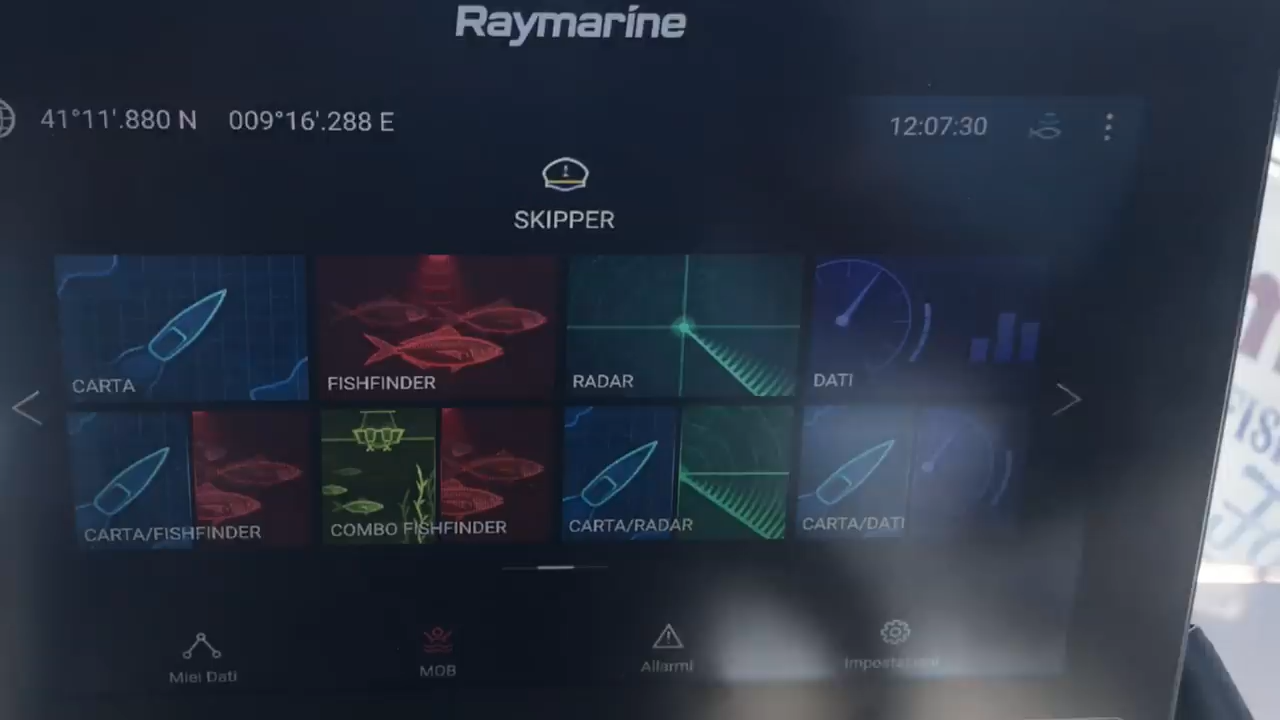 Raymarine
41°11'.880 N 009°16'.288 E 12:07:30
SKIPPER
CARTA FISHFINDER RADAR DATI
CARTA/FISHFINDER COMBO FISHFINDER CARTA/RADAR CARTA/DATI
Miei Dati MOB Allarmi Impostazioni